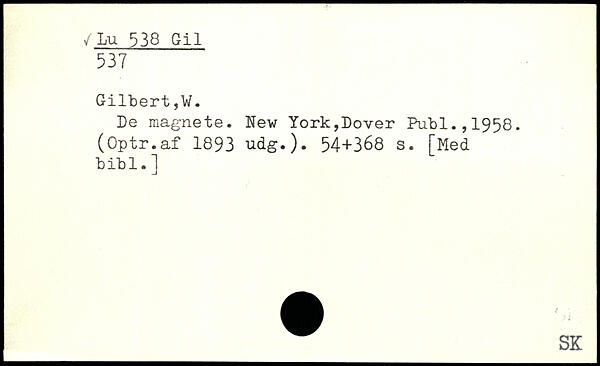 ✓ Lu 538 Gil
537
Gilbert,W.
De magnete. New York,Dover Publ.,1958.
(Optr.af 1893 udg.). 54+368 s. [Med
bibl.]
SK